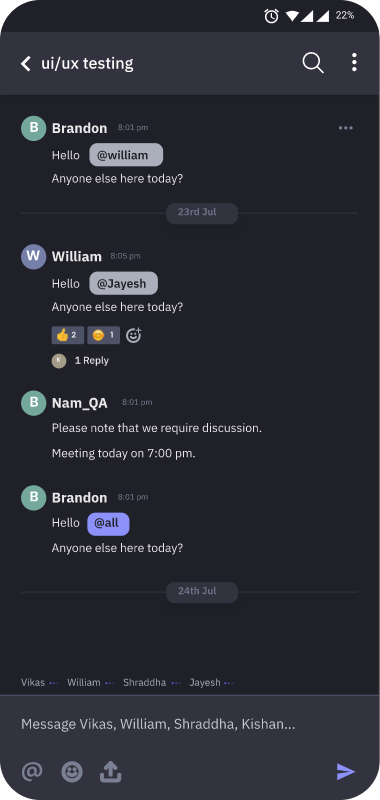 22%
ui/ux testing
B Brandon 8:01 pm
Hello @william
Anyone else here today?
23rd Jul
W William 8:05 pm
Hello @Jayesh
Anyone else here today?
2 1
K 1 Reply
B Nam_QA 8:01 pm
Please note that we require discussion.
Meeting today on 7:00 pm.
B Brandon 8:01 pm
Hello @all
Anyone else here today?
24th Jul
Vikas William Shraddha Jayesh
Message Vikas, William, Shraddha, Kishan...
@